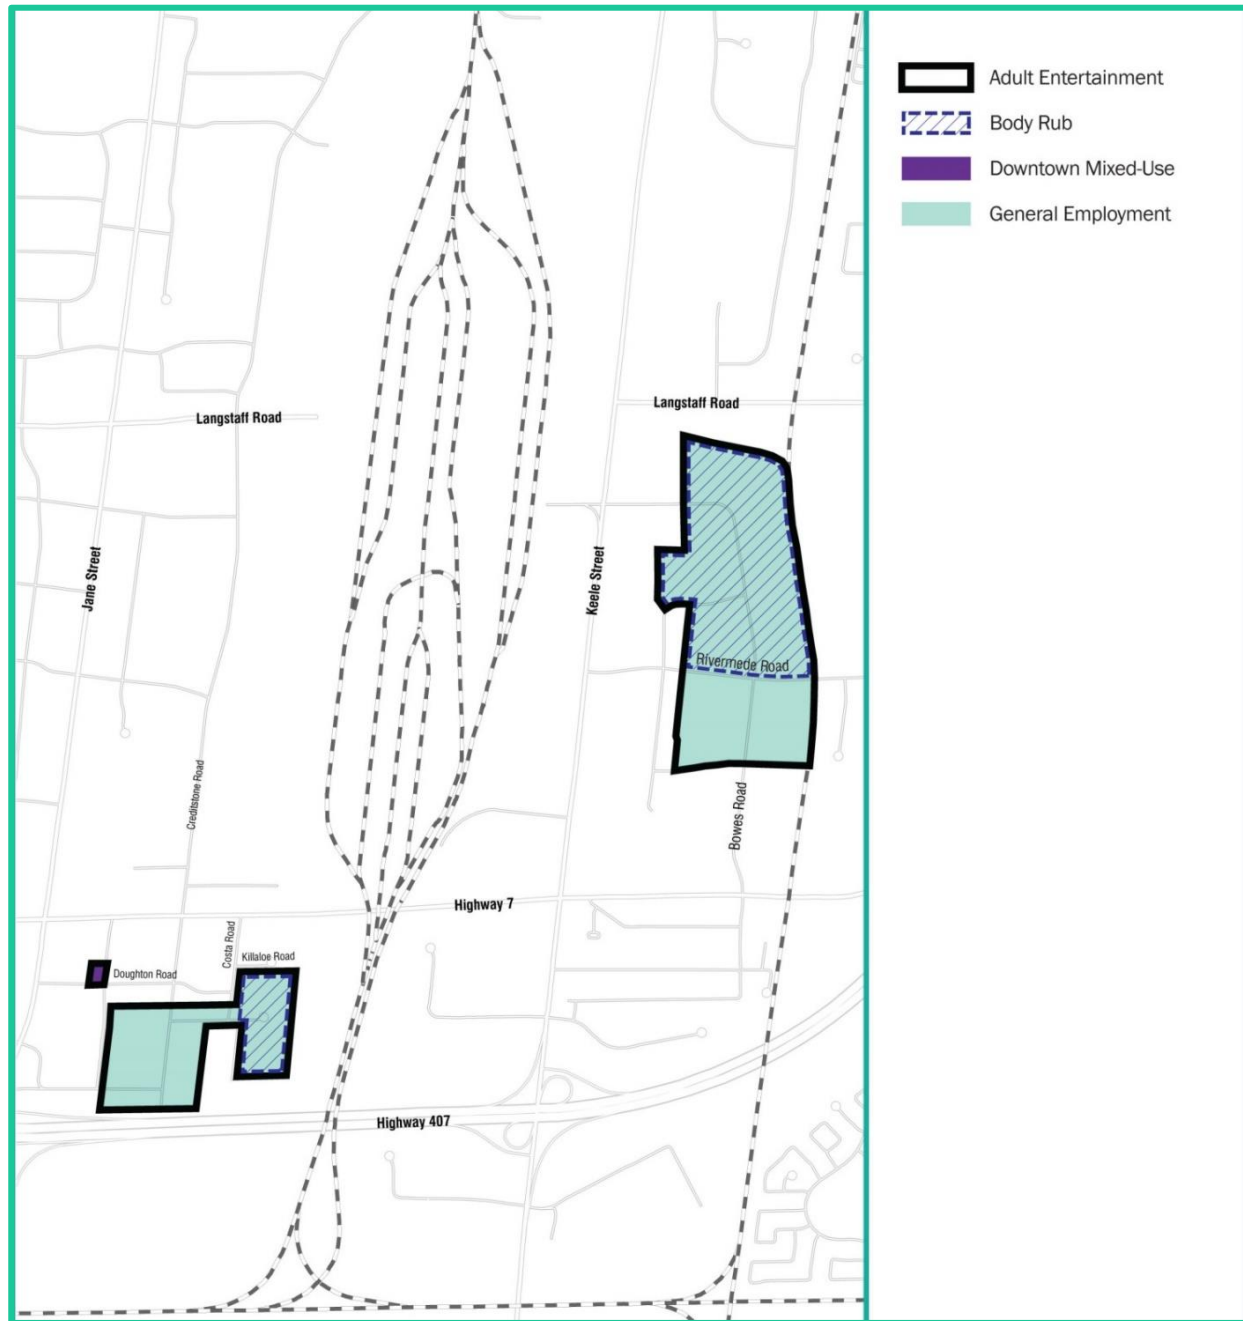 Adult Entertainment
Body Rub
Downtown Mixed-Use
General Employment
Langstaff Road
Langstaff Road
Jane Street
Keele Street
Rivermede Road
Creditstone Road
Bowes Road
Highway 7
Costa Road
Killaloe Road
Doughton Road
Highway 407